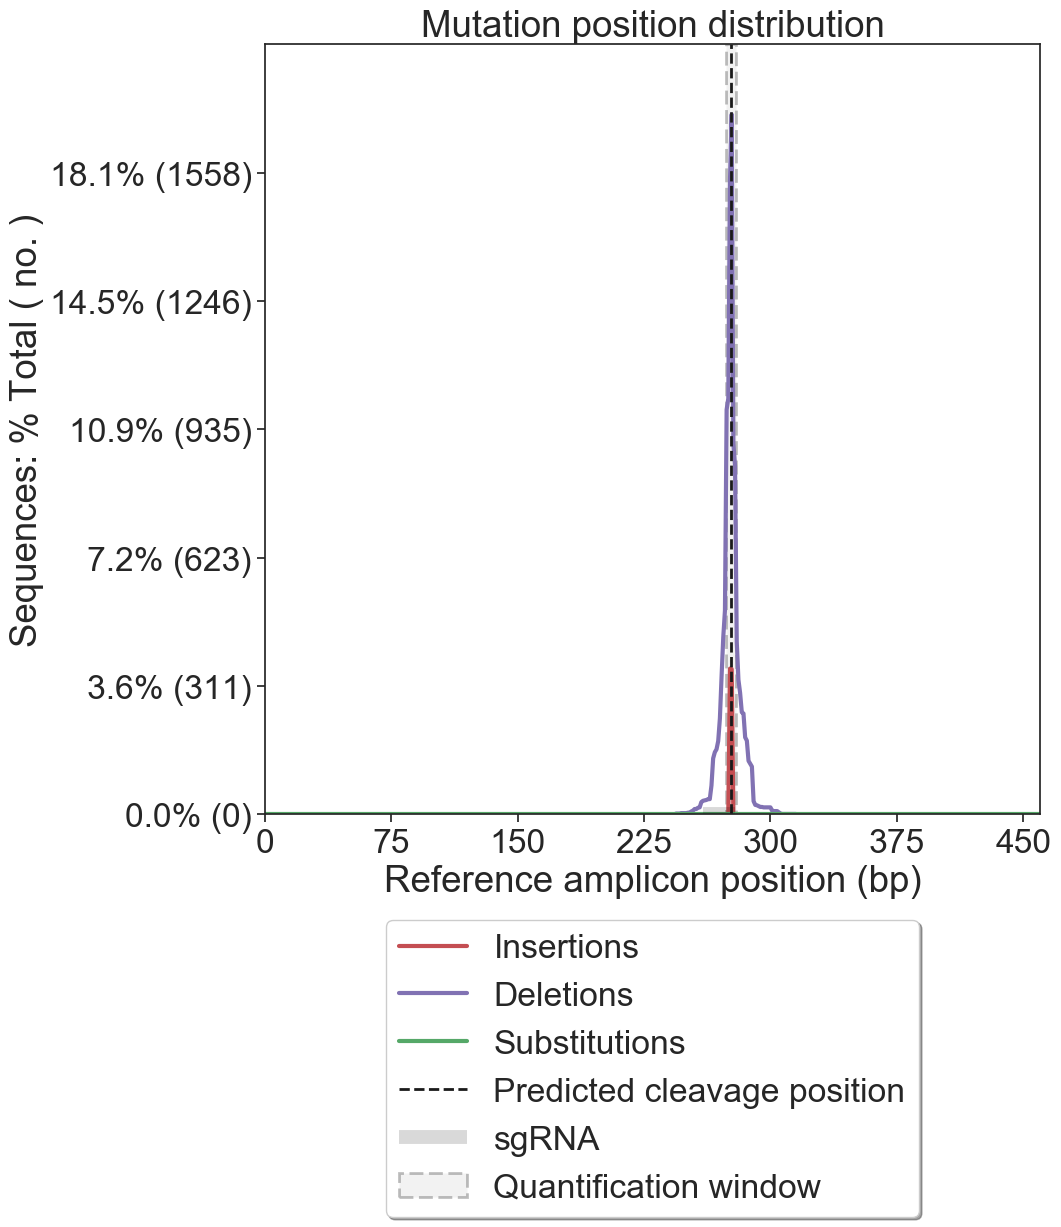 Mutation position distribution
Sequences: % Total ( no. )
18.1% (1558)
14.5% (1246)
10.9% (935)
7.2% (623)
3.6% (311)
0.0% (0)
0 75 150 225 300 375 450
Reference amplicon position (bp)
Insertions
Deletions
Substitutions
Predicted cleavage position
sgRNA
Quantification window